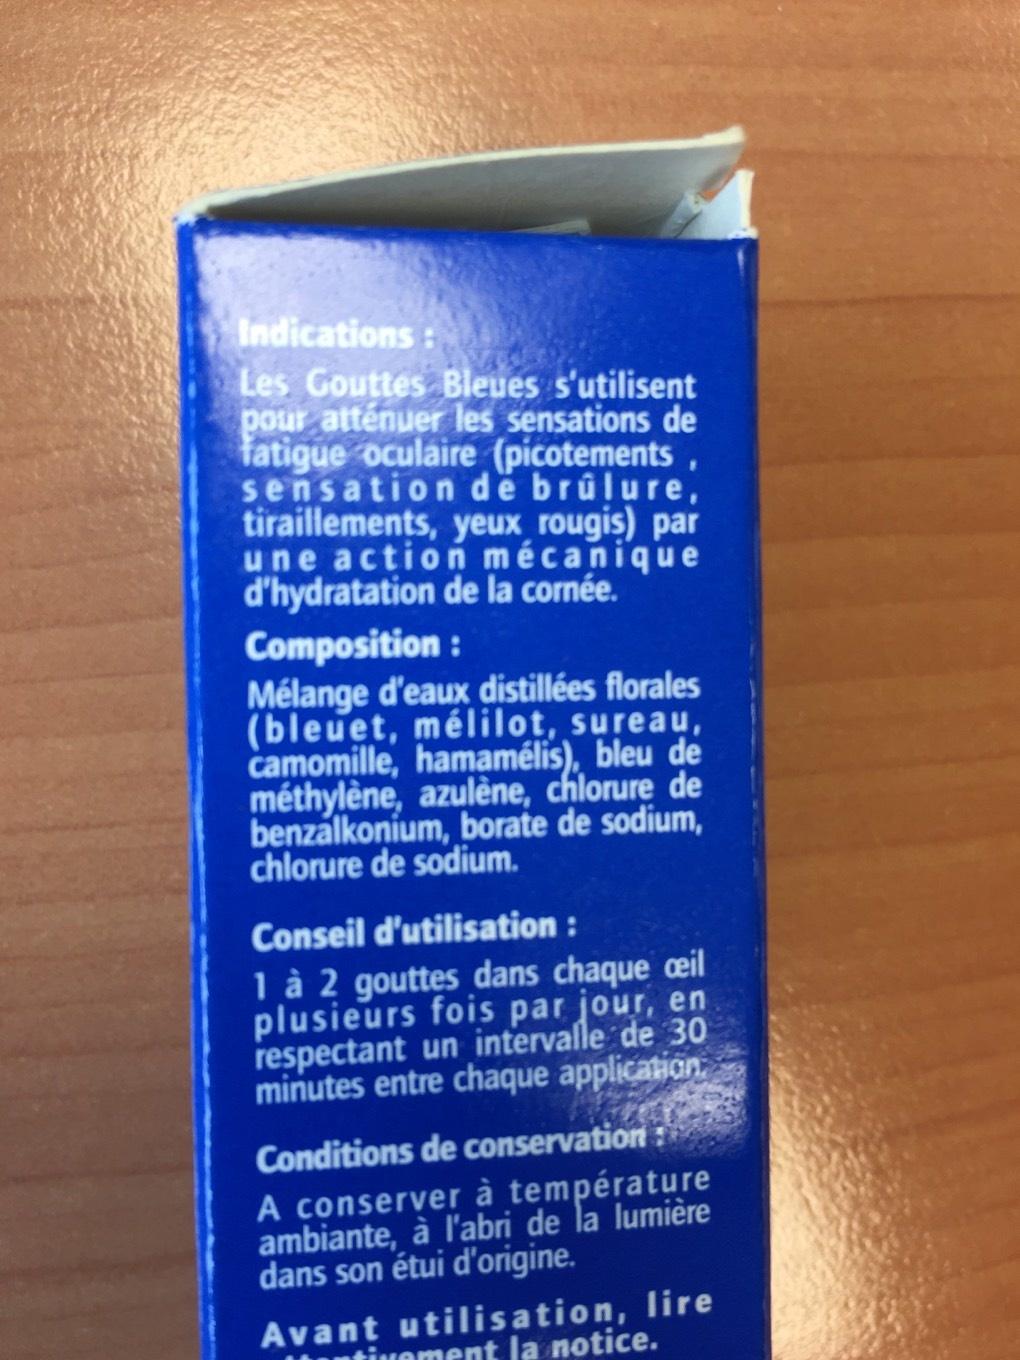 Indications :
Les Gouttes Bleues s'utilisent
pour atténuer les sensations de
fatigue oculaire (picotements ,
sensation de brûlure,
tiraillements, yeux rougis) par
une action mécanique
d'hydratation de la cornée.
Composition :
Mélange d'eaux distillées florales
(bleuet, mélilot, sureau,
camomille, hamamélis), bleu de
méthylène, azulène, chlorure de
benzalkonium, borate de sodium,
chlorure de sodium.
Conseil d'utilisation :
1 à 2 gouttes dans chaque œil
plusieurs fois par jour, en
respectant un intervalle de 30
minutes entre chaque application.
Conditions de conservation :
A conserver à température
ambiante, à l'abri de la lumière
dans son étui d'origine.
Avant utilisation, lire
attentivement la notice.